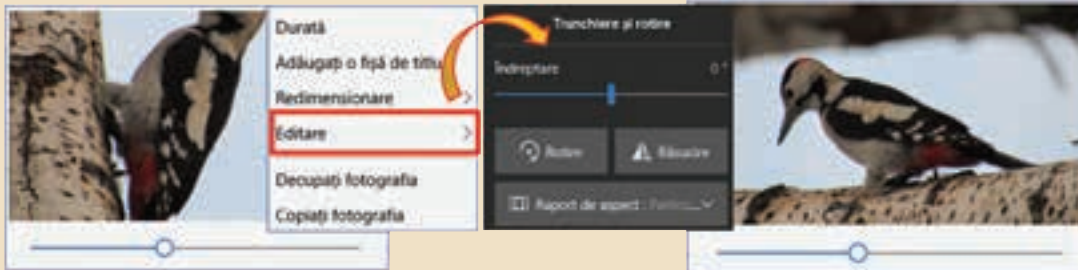 Durată
Adăugați o fișă de titlu
Redimensionare
Editare
Decupați fotografia
Copiați fotografia
Tranchiere și rotire
Îndreptare 0°
Rotire
Răsucire
Raport de aspect